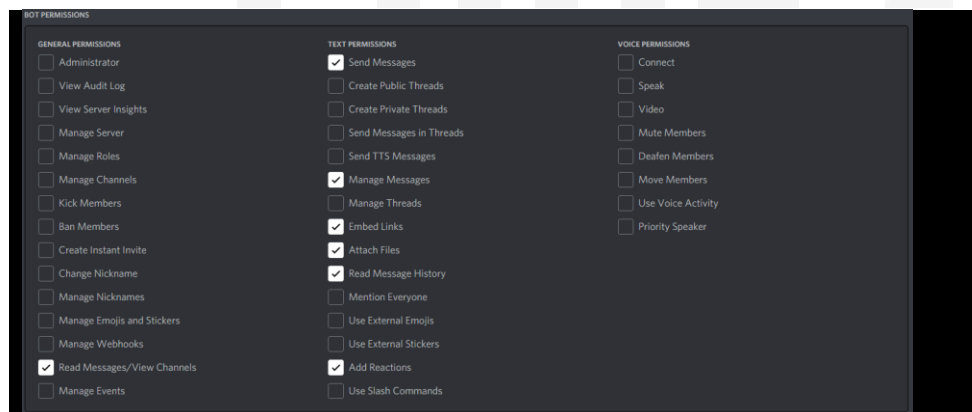 BOT PERMISSIONS
GENERAL PERMISSIONS
Administrator
View Audit Log
View Server Insights
Manage Server
Manage Roles
Manage Channels
Kick Members
Ban Members
Create Instant Invite
Change Nickname
Manage Nicknames
Manage Emojis and Stickers
Manage Webhooks
Read Messages/View Channels
Manage Events
TEXT PERMISSIONS
Send Messages
Create Public Threads
Create Private Threads
Send Messages in Threads
Send TTS Messages
Manage Messages
Manage Threads
Embed Links
Attach Files
Read Message History
Mention Everyone
Use External Emojis
Use External Stickers
Add Reactions
Use Slash Commands
VOICE PERMISSIONS
Connect
Speak
Video
Mute Members
Deafen Members
Move Members
Use Voice Activity
Priority Speaker